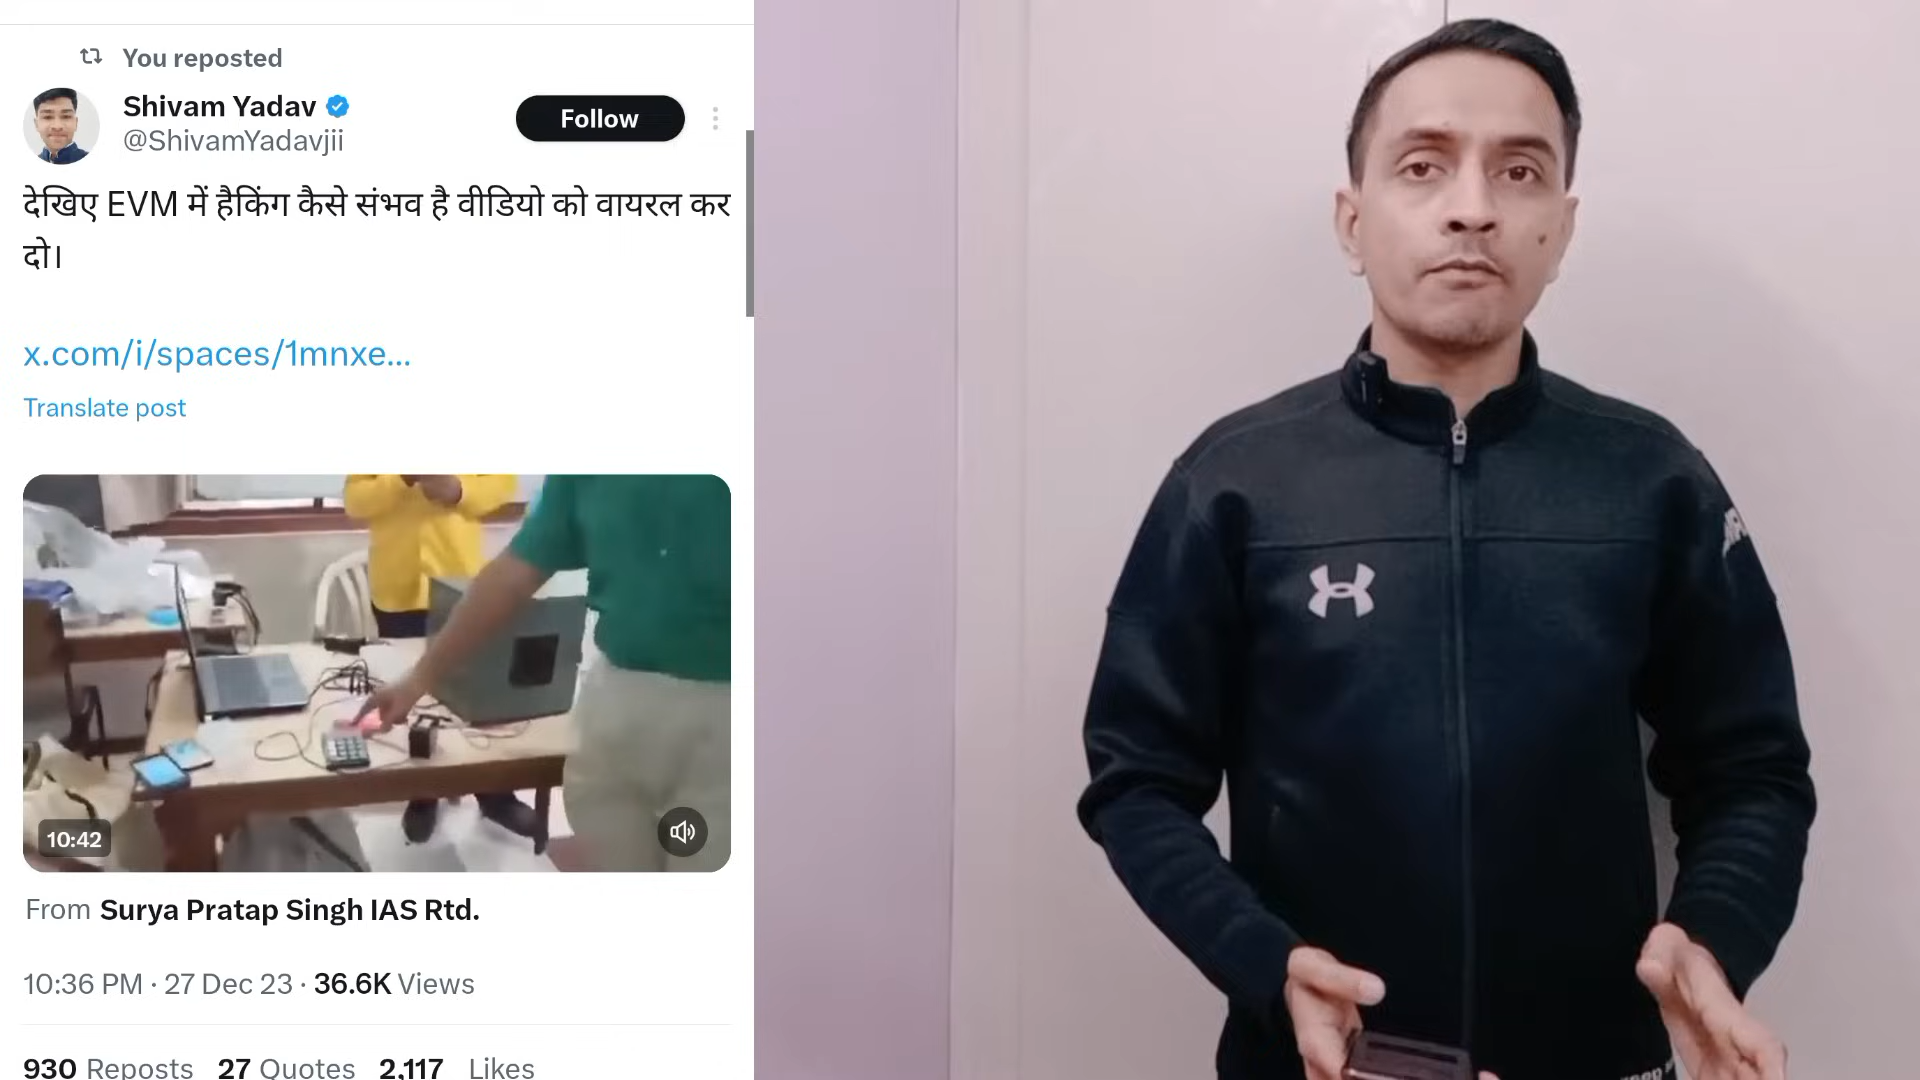 You reposted
Shivam Yadav
@ShivamYadavjii
Follow
देखिए EVM में हैकिंग कैसे संभव है वीडियो को वायरल कर
दो।
x.com/i/spaces/1mnxe...
Translate post
10:42
From Surya Pratap Singh IAS Rtd.
10:36 PM · 27 Dec 23 · 36.6K Views
930 Reposts 27 Quotes 2,117 Likes